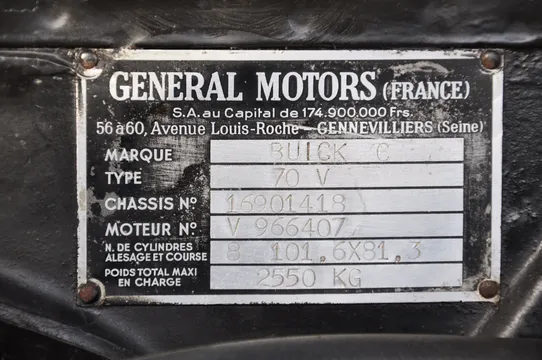 GENERAL MOTORS (FRANCE)
S.A. au Capital de 174.900.000 Frs.
56 à 60, Avenue Louis-Roche - GENNEVILLIERS (Seine)
MARQUE BUICK C
TYPE 70 V
CHASSIS Nº 16901418
MOTEUR Nº V 966407
N. DE CYLINDRES
ALESAGE ET COURSE 8 101,6X81,3
POIDS TOTAL MAXI
EN CHARGE 2550 KG